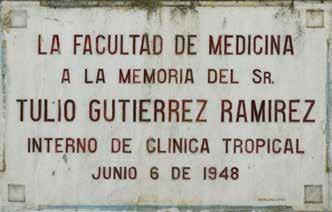 LA FACULTAD DE MEDICINA
A LA MEMORIA DEL SR.
TULIO GUTIERREZ RAMIREZ
INTERNO DE CLINICA TROPICAL
JUNIO 6 DE 1948